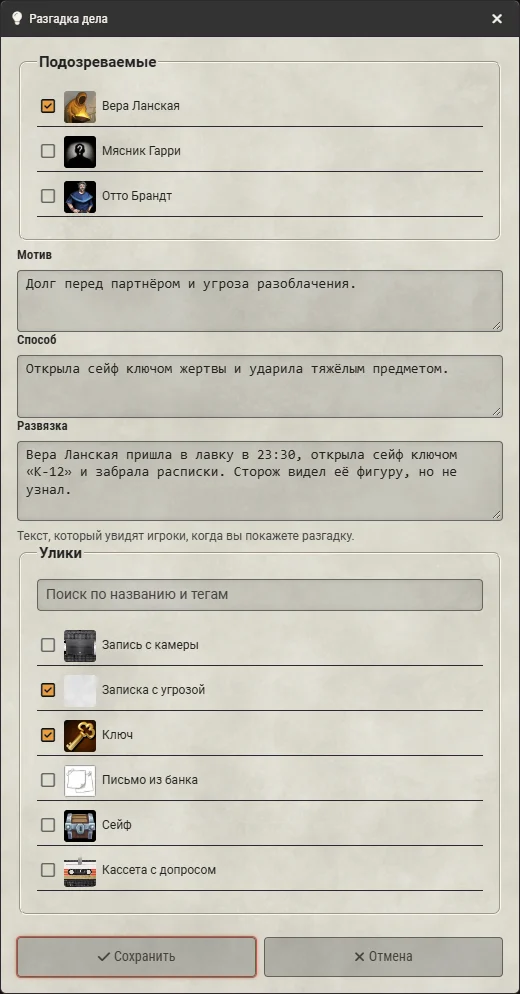 Разгадка дела
Подозреваемые
Вера Ланская
Мясник Гарри
Отто Брандт
Мотив
Долг перед партнёром и угроза разоблачения.
Способ
Открыла сейф ключом жертвы и ударила тяжёлым предметом.
Развязка
Вера Ланская пришла в лавку в 23:30, открыла сейф ключом
«К-12» и забрала расписки. Сторож видел её фигуру, но не
узнал.
Текст, который увидят игроки, когда вы покажете разгадку.
Улики
Поиск по названию и тегам
Запись с камеры
Записка с угрозой
Ключ
Письмо из банка
Сейф
Кассета с допросом
Сохранить
Отмена